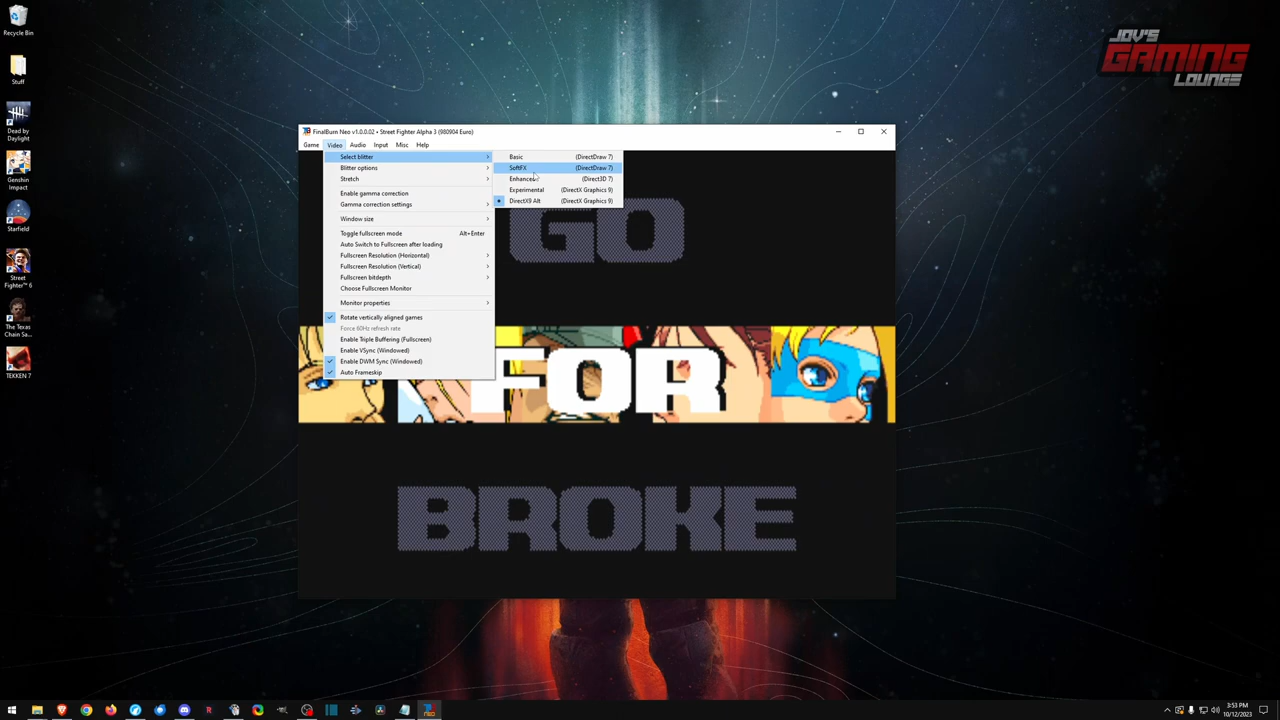 Recycle Bin
Stuff
Dead by
Daylight
Genshin
Impact
Starfield
Street
Fighter™ 6
The Texas
Chain Sa...
TEKKEN 7
JOV'S
GAMING
LOUNGE
FinalBurn Neo v1.0.0.02 • Street Fighter Alpha 3 (980904 Euro)
Game Video Audio Input Misc Help
Select blitter
Blitter options
Stretch
Enable gamma correction
Gamma correction settings
Window size
Toggle fullscreen mode Alt+Enter
Auto Switch to Fullscreen after loading
Fullscreen Resolution (Horizontal)
Fullscreen Resolution (Vertical)
Fullscreen bitdepth
Choose Fullscreen Monitor
Monitor properties
Rotate vertically aligned games
Force 60Hz refresh rate
Enable Triple Buffering (Fullscreen)
Enable VSync (Windowed)
Enable DWM Sync (Windowed)
Auto Frameskip
Basic (DirectDraw 7)
SoftFX (DirectDraw 7)
Enhanced (Direct3D 7)
Experimental (DirectX Graphics 9)
DirectX9 Alt (DirectX Graphics 9)
GO
FOR
BROKE
3:53 PM
10/12/2023